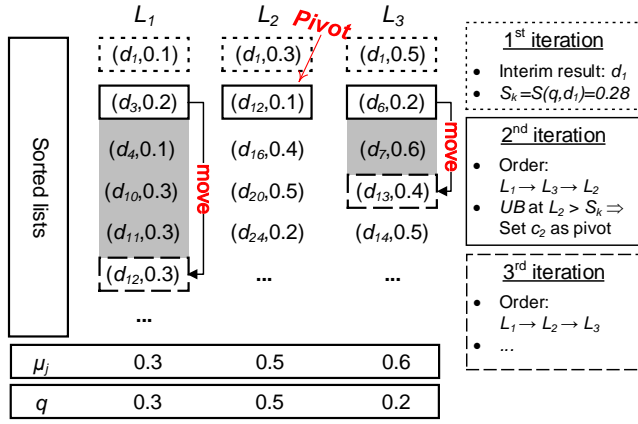 L1 L2 L3
Pivot
(d1,0.1) (d1,0.3) (d1,0.5)
(d3,0.2) (d12,0.1) (d6,0.2)
(d4,0.1) (d16,0.4) (d7,0.6)
(d10,0.3) (d20,0.5) (d13,0.4)
(d11,0.3) (d24,0.2) (d14,0.5)
(d12,0.3) ... ...
...
move
move
Sorted lists
μj 0.3 0.5 0.6
q 0.3 0.5 0.2
1st iteration
• Interim result: d1
• Sk=S(q,d1)=0.28
2nd iteration
• Order:
L1→L3→L2
• UB at L2 > Sk ⇒
Set c2 as pivot
3rd iteration
• Order:
L1→L2→L3
• ...